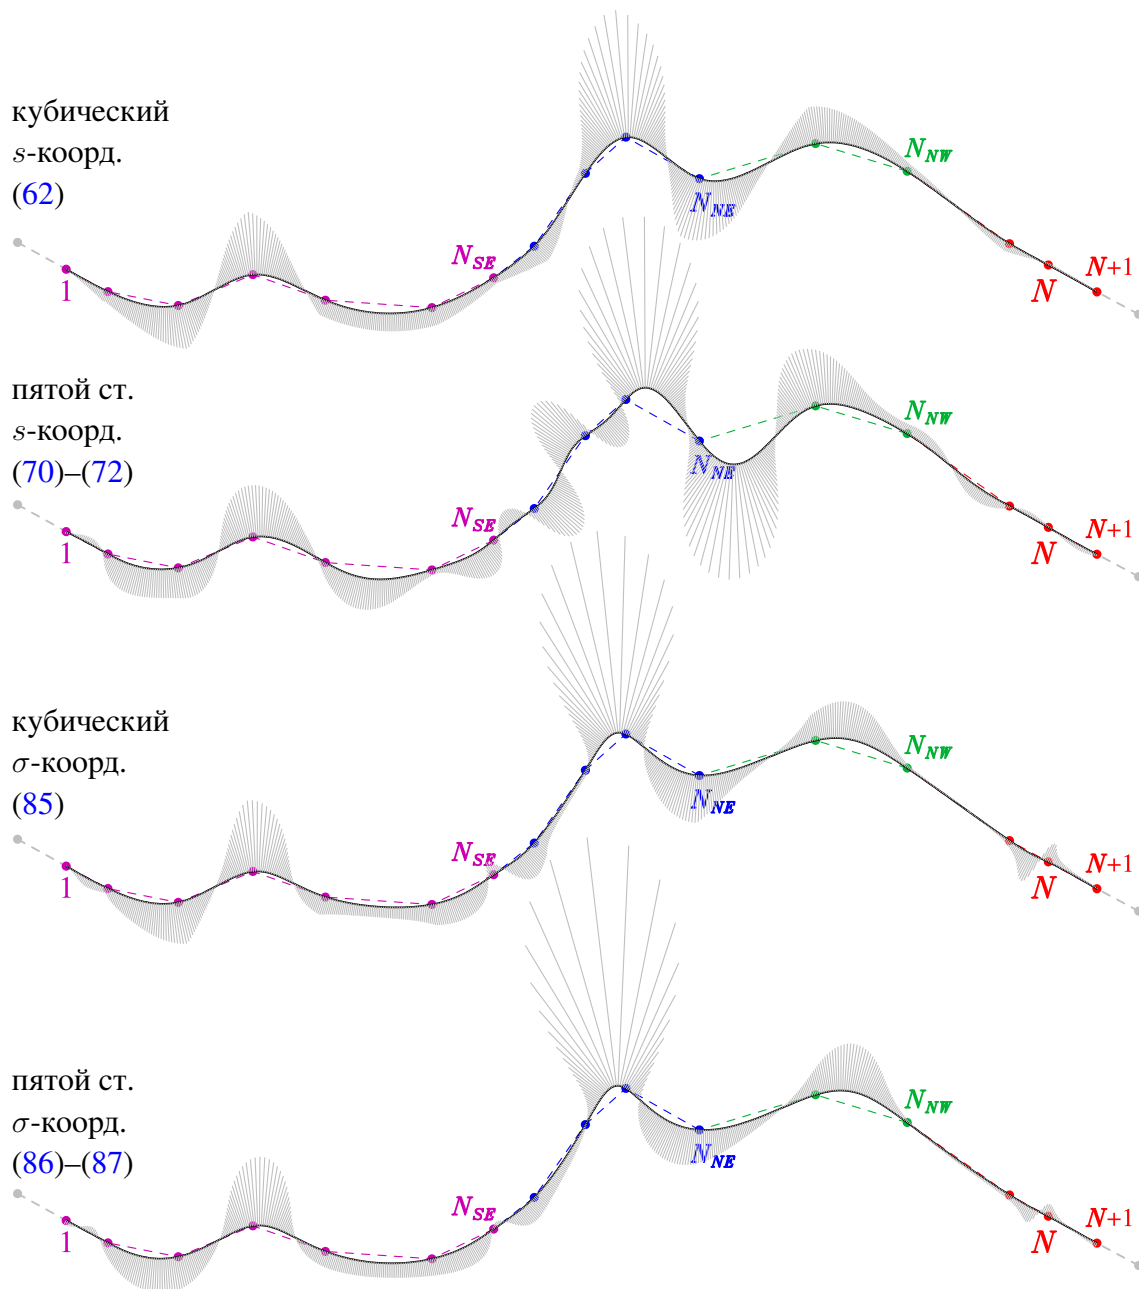 кубический
s-коорд.
(62)
1
N_SE
N_NE
N_NW
N
N+1
пятой ст.
s-коорд.
(70)–(72)
1
N_SE
N_NE
N_NW
N
N+1
кубический
σ-коорд.
(85)
1
N_SE
N_NE
N_NW
N
N+1
пятой ст.
σ-коорд.
(86)–(87)
1
N_SE
N_NE
N_NW
N
N+1